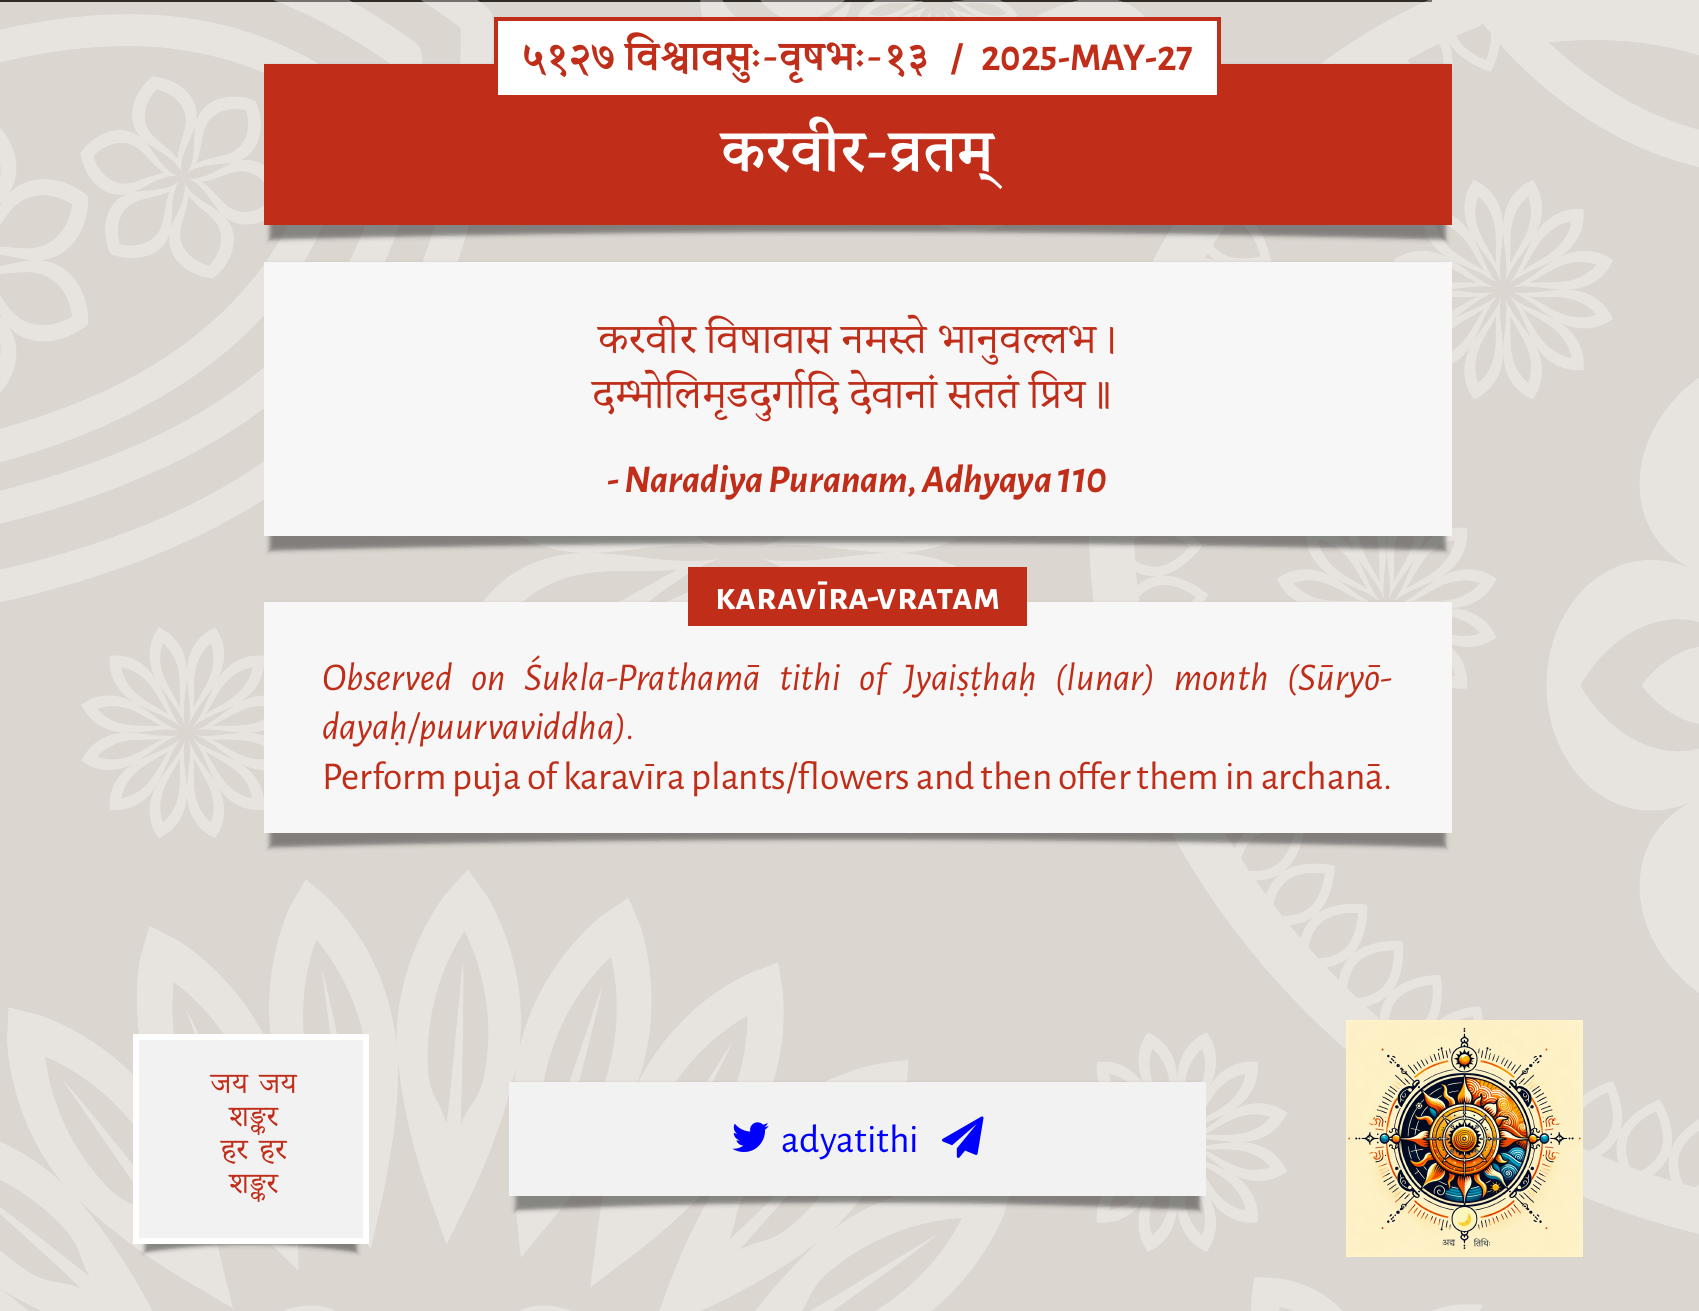 ५१२७ विश्वावसुः-वृषभः-१३ / 2025-MAY-27
करवीर-व्रतम्
करवीर विषावास नमस्ते भानुवल्लभ।
दम्भोलिमृडदुर्गादि देवानां सततं प्रिय॥
- Naradiya Puranam, Adhyaya 110
KARAVĪRA-VRATAM
Observed on Śukla-Prathamā tithi of Jyaiṣṭhaḥ (lunar) month (Sūryō-
dayaḥ/puurvaviddha).
Perform puja of karavīra plants/flowers and then offer them in archanā.
जय जय
शङ्कर
हर हर
शङ्कर
adyatithi
अद्य तिथिः